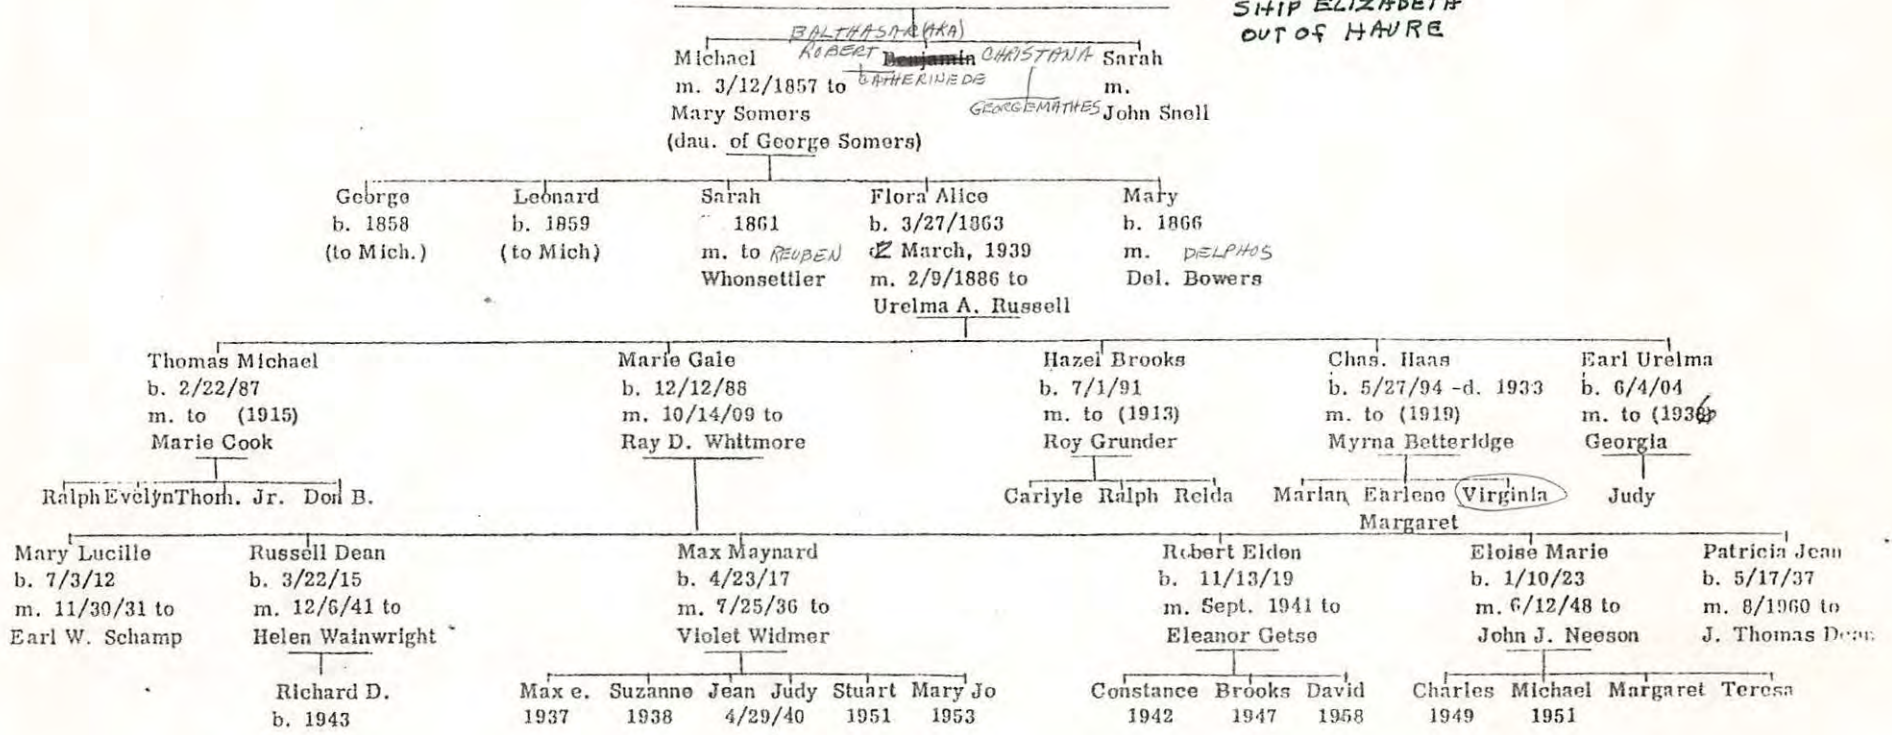 SHIP ELIZABETH
OUT OF HAVRE
BALTHASAR (AKA)
Michael ROBERT Benjamin CHRISTANA Sarah
m. 3/12/1857 to CATHERINE DE m.
Mary Somers GEORGE MATHES John Snell
(dau. of George Somers)
George Leonard Sarah Flora Alice Mary
b. 1858 b. 1859 1861 b. 3/27/1863 b. 1866
(to Mich.) (to Mich) m. to REUBEN d March, 1939 m. DELPHOS
Whonsettler m. 2/9/1886 to Del. Bowers
Urelma A. Russell
Thomas Michael Marie Gale Hazel Brooks Chas. Haas Earl Urelma
b. 2/22/87 b. 12/12/88 b. 7/1/91 b. 5/27/94 -d. 1933 b. 6/4/04
m. to (1915) m. 10/14/09 to m. to (1913) m. to (1919) m. to (1936
Marie Cook Ray D. Whitmore Roy Grunder Myrna Betteridge Georgia
Ralph Evelyn Thom. Jr. Don B. Carlyle Ralph Reida Marian Earlene Virginia Judy
Margaret
Mary Lucille Russell Dean Max Maynard Robert Eldon Eloise Marie Patricia Jean
b. 7/3/12 b. 3/22/15 b. 4/23/17 b. 11/13/19 b. 1/10/23 b. 5/17/37
m. 11/30/31 to m. 12/6/41 to m. 7/25/36 to m. Sept. 1941 to m. 6/12/48 to m. 8/1960 to
Earl W. Schamp Helen Wainwright Violet Widmer Eleanor Getso John J. Neeson J. Thomas
Richard D. Max e. Suzanne Jean Judy Stuart Mary Jo Constance Brooks David Charles Michael Margaret Teresa
b. 1943 1937 1938 4/29/40 1951 1953 1942 1947 1958 1949 1951